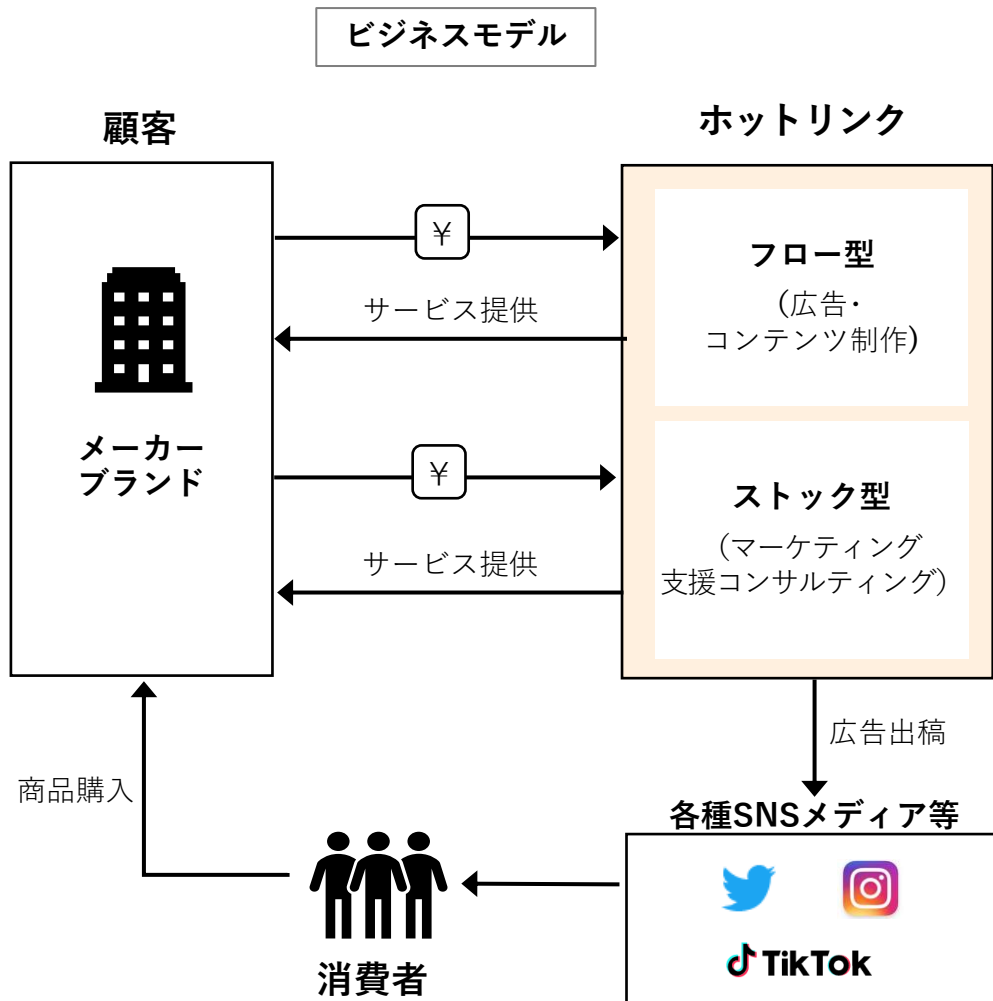 ビジネスモデル
顧客
ホットリンク
¥
フロー型
(広告・
コンテンツ制作)
サービス提供
メーカー
ブランド
¥
ストック型
(マーケティング
支援コンサルティング)
サービス提供
広告出稿
商品購入
各種SNSメディア等
TikTok
消費者